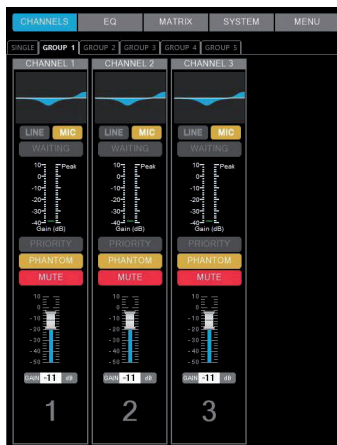 CHANNELS EQ MATRIX SYSTEM MENU
SINGLE GROUP 1 GROUP 2 GROUP 3 GROUP 4 GROUP 5
CHANNEL 1 CHANNEL 2 CHANNEL 3
LINE MIC LINE MIC LINE MIC
WAITING WAITING WAITING
10 Peak 10 Peak 10 Peak
0 0 0
-10 -10 -10
-20 -20 -20
-30 -30 -30
-40 -40 -40
Gain (dB) Gain (dB) Gain (dB)
PRIORITY PRIORITY PRIORITY
PHANTOM PHANTOM PHANTOM
MUTE MUTE MUTE
10 10 10
0 0 0
-10 -10 -10
-20 -20 -20
-30 -30 -30
-40 -40 -40
-50 -50 -50
GAIN -11 dB GAIN -11 dB GAIN -11 dB
1 2 3